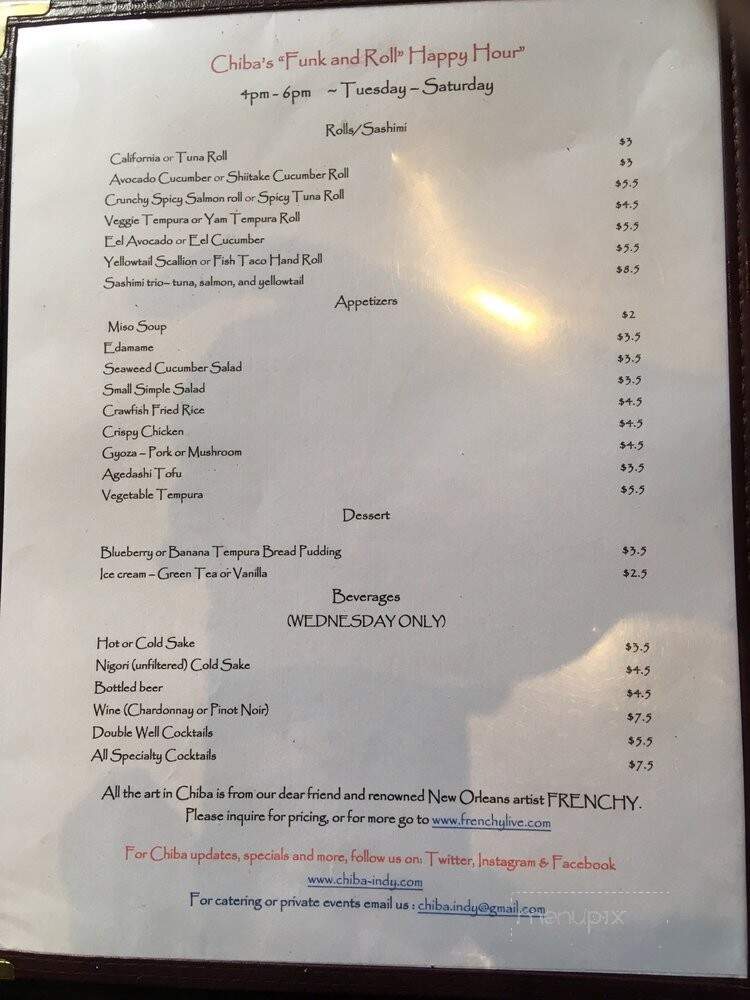 Chiba's "Funk and Roll" Happy Hour"
4pm - 6pm ~ Tuesday – Saturday
Rolls/Sashimi
California or Tuna Roll $3
Avocado Cucumber or Shiitake Cucumber Roll $3
Crunchy Spicy Salmon roll or Spicy Tuna Roll $5.5
Veggie Tempura or Yam Tempura Roll $4.5
Eel Avocado or Eel Cucumber $5.5
Yellowtail Scallion or Fish Taco Hand Roll $5.5
Sashimi trio– tuna, salmon, and yellowtail $8.5
Appetizers
Miso Soup $2
Edamame $3.5
Seaweed Cucumber Salad $3.5
Small Simple Salad $3.5
Crawfish Fried Rice $4.5
Crispy Chicken $4.5
Gyoza – Pork or Mushroom $4.5
Agedashi Tofu $3.5
Vegetable Tempura $5.5
Dessert
Blueberry or Banana Tempura Bread Pudding $3.5
Ice cream – Green Tea or Vanilla $2.5
Beverages
(WEDNESDAY ONLY)
Hot or Cold Sake $3.5
Nigori (unfiltered) Cold Sake $4.5
Bottled beer $4.5
Wine (Chardonnay or Pinot Noir) $7.5
Double Well Cocktails $5.5
All Specialty Cocktails $7.5
All the art in Chiba is from our dear friend and renowned New Orleans artist FRENCHY.
Please inquire for pricing, or for more go to www.frenchylive.com
For Chiba updates, specials and more, follow us on: Twitter, Instagram & Facebook
www.chiba-indy.com
For catering or private events email us : chiba.indy@gmail.com
menupix